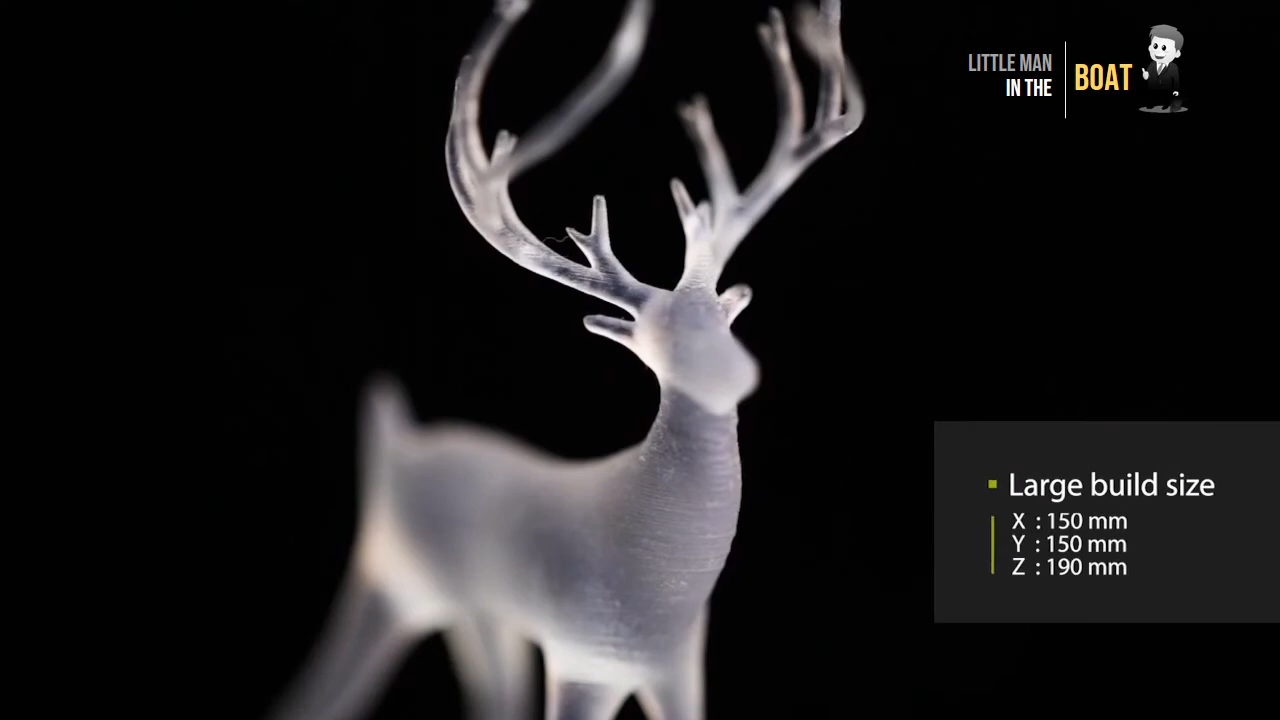 LITTLE MAN
IN THE
BOAT
Large build size
X : 150 mm
Y : 150 mm
Z : 190 mm